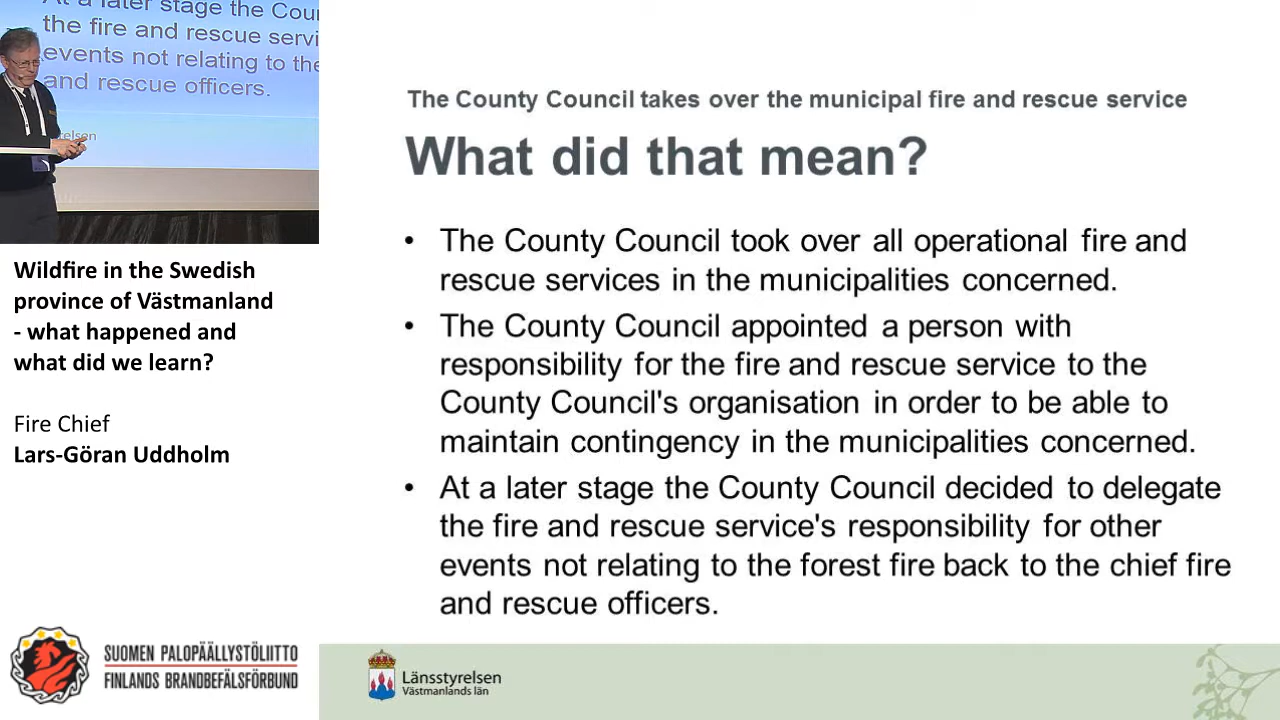 At a later stage the Cou
the fire and rescue servi
events not relating to the
and rescue officers.
relsen
Wildfire in the Swedish
province of Västmanland
- what happened and
what did we learn?
Fire Chief
Lars-Göran Uddholm
SUOMEN PALOPÄÄLLYSTÖLIITTO
FINLANDS BRANDBEFÄLSFÖRBUND
The County Council takes over the municipal fire and rescue service
What did that mean?
• The County Council took over all operational fire and
rescue services in the municipalities concerned.
• The County Council appointed a person with
responsibility for the fire and rescue service to the
County Council's organisation in order to be able to
maintain contingency in the municipalities concerned.
• At a later stage the County Council decided to delegate
the fire and rescue service's responsibility for other
events not relating to the forest fire back to the chief fire
and rescue officers.
Länsstyrelsen
Västmanlands län